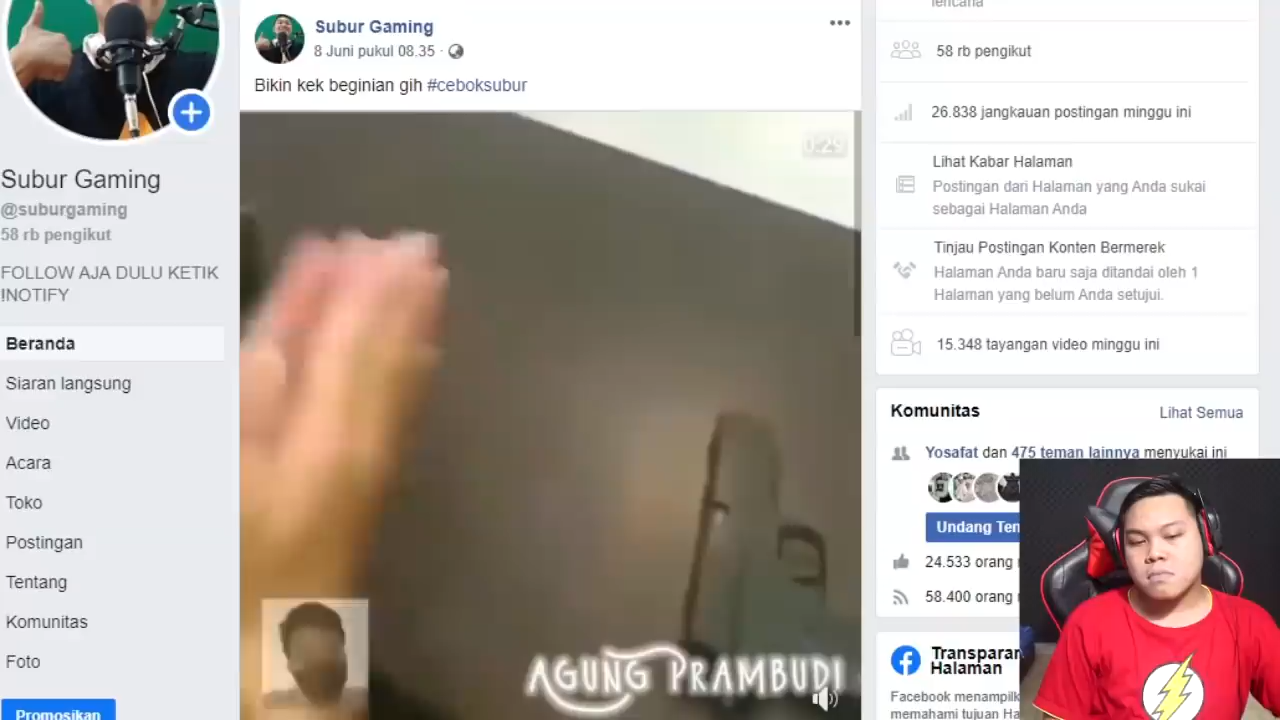 Subur Gaming
@suburgaming
58 rb pengikut
FOLLOW AJA DULU KETIK
!NOTIFY
Beranda
Siaran langsung
Video
Acara
Toko
Postingan
Tentang
Komunitas
Foto
Promosikan
Subur Gaming
8 Juni pukul 08.35 ·
Bikin kek beginian gih #ceboksubur
0:29
AGUNG PRAMBUDI
lencana
58 rb pengikut
26.838 jangkauan postingan minggu ini
Lihat Kabar Halaman
Postingan dari Halaman yang Anda sukai
sebagai Halaman Anda
Tinjau Postingan Konten Bermerek
Halaman Anda baru saja ditandai oleh 1
Halaman yang belum Anda setujui.
15.348 tayangan video minggu ini
Komunitas
Lihat Semua
Yosafat dan 475 teman lainnya menyukai ini
Undang Ten
24.533 orang
58.400 orang
Transparan
Halaman
Facebook menampilk
memahami tujuan Ha